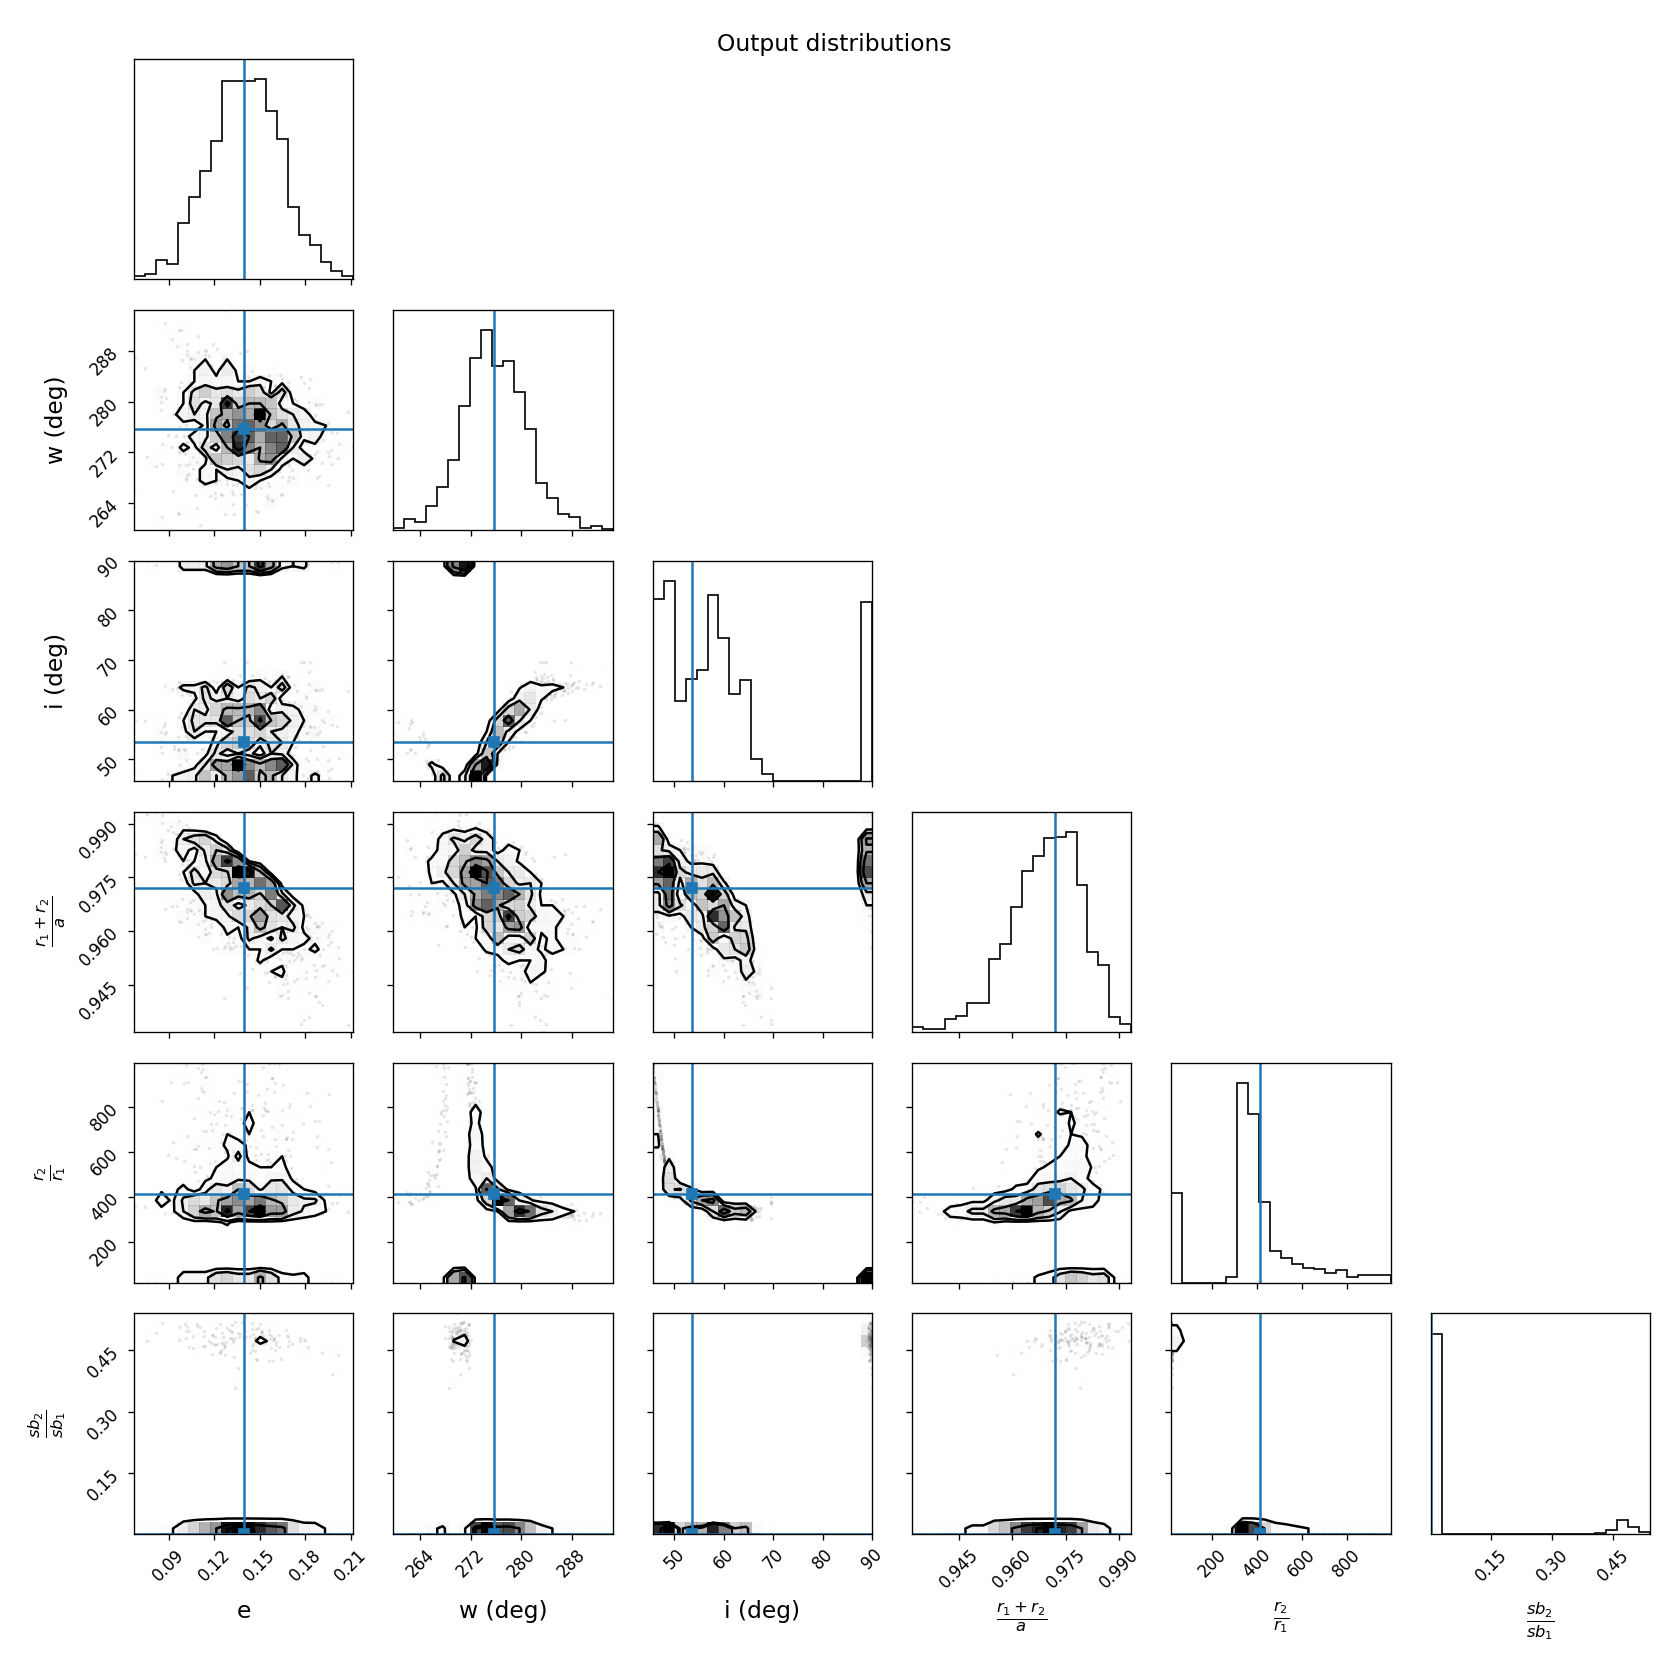 Output distributions
288
280
272
264
w (deg)
90
80
70
60
50
i (deg)
0.990
0.975
0.960
0.945
r₁ + r₂
a
800
600
400
200
r₂
r₁
0.45
0.30
0.15
sb₂
sb₁
0.09 0.12 0.15 0.18 0.21 264 272 280 288 50 60 70 80 90 0.945 0.960 0.975 0.990 200 400 600 800 0.15 0.30 0.45
e w (deg) i (deg) r₁ + r₂ / a r₂ / r₁ sb₂ / sb₁